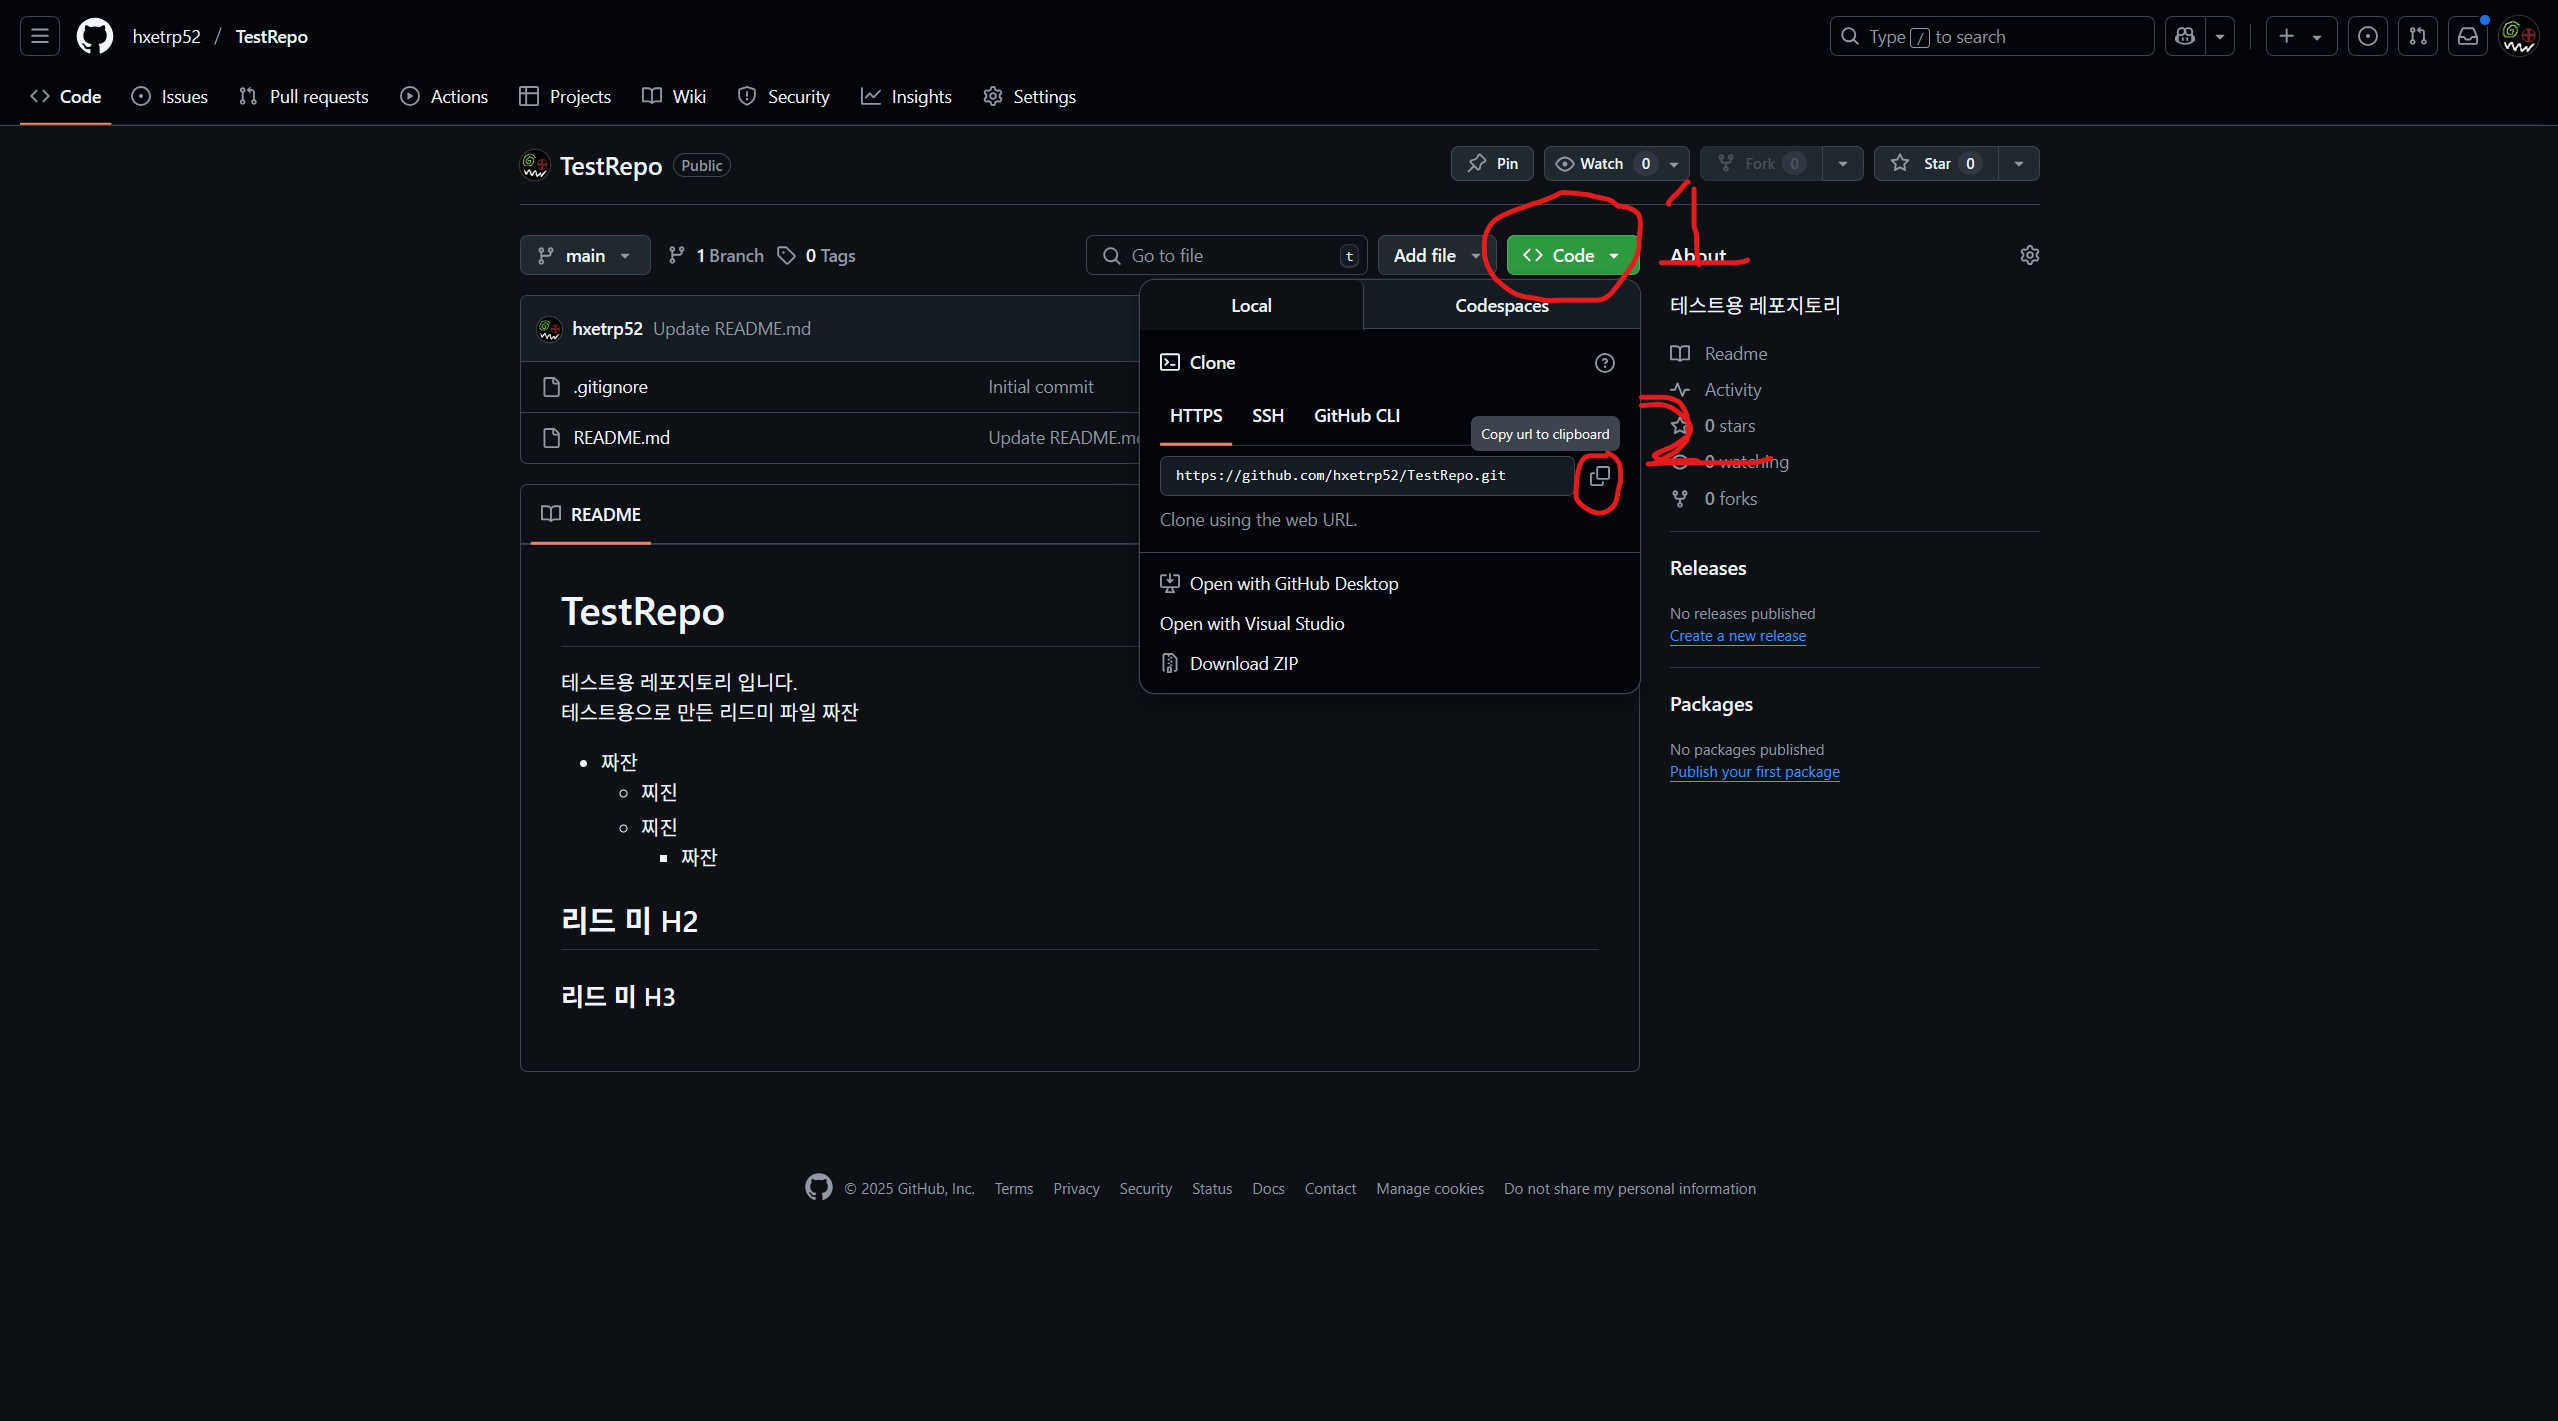 hxetrp52 / TestRepo
Type / to search
Code Issues Pull requests Actions Projects Wiki Security Insights Settings
TestRepo Public
Pin Watch 0 Fork 0 Star 0
1
main 1 Branch 0 Tags Go to file t Add file Code
About
테스트용 레포지토리
Readme
Activity
0 stars
0 watching
0 forks
Releases
No releases published
Create a new release
Packages
No packages published
Publish your first package
hxetrp52 Update README.md
.gitignore Initial commit
README.md Update README.m
Local Codespaces
Clone
HTTPS SSH GitHub CLI
Copy url to clipboard
2
https://github.com/hxetrp52/TestRepo.git
Clone using the web URL.
Open with GitHub Desktop
Open with Visual Studio
Download ZIP
README
TestRepo
테스트용 레포지토리 입니다.
테스트용으로 만든 리드미 파일 짜잔
짜잔
찌진
찌진
짜잔
리드 미 H2
리드 미 H3
© 2025 GitHub, Inc. Terms Privacy Security Status Docs Contact Manage cookies Do not share my personal information